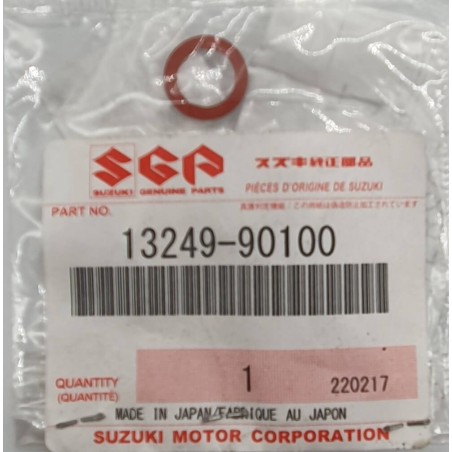 SGP スズキ純正部品
SUZUKI GENUINE PARTS PIÈCES D'ORIGINE DE SUZUKI
PART NO.
13249-90100
QUANTITY 1 220217
(QUANTITÉ)
MADE IN JAPAN/FABRIQUE AU JAPON
SUZUKI MOTOR CORPORATION